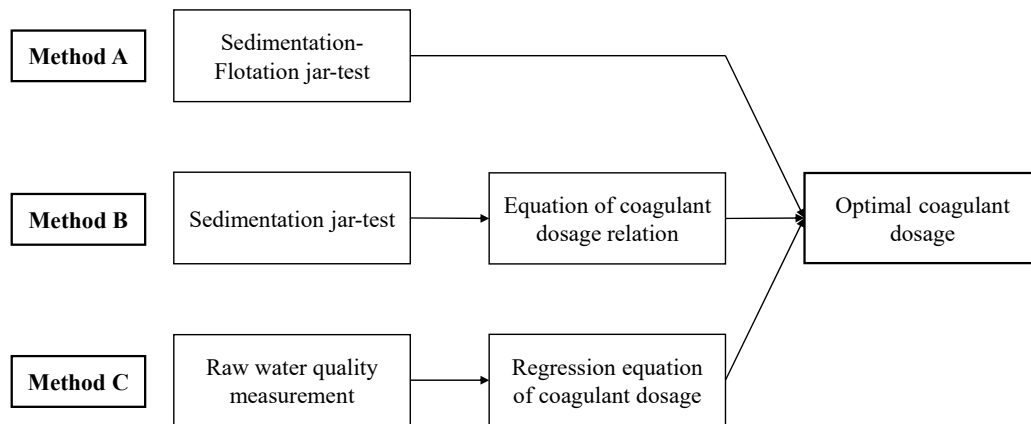 Method A
Sedimentation-
Flotation jar-test
Method B
Sedimentation jar-test
Equation of coagulant
dosage relation
Optimal coagulant
dosage
Method C
Raw water quality
measurement
Regression equation
of coagulant dosage